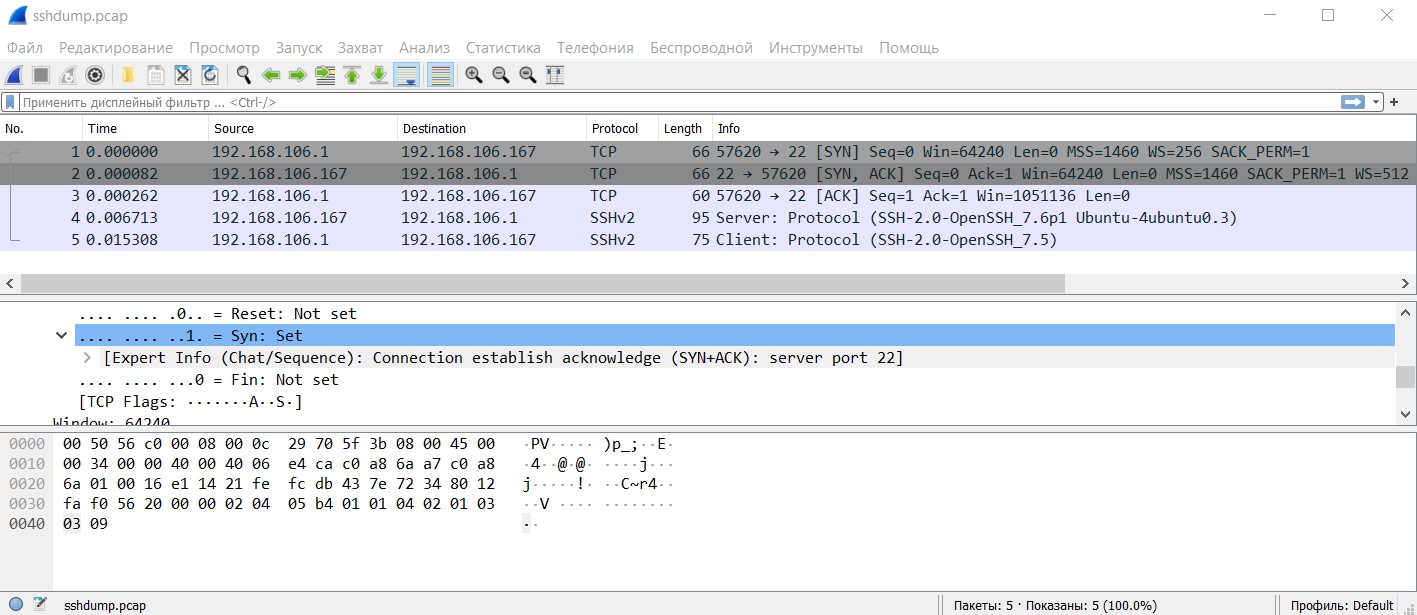 sshdump.pcap
Файл Редактирование Просмотр Запуск Захват Анализ Статистика Телефония Беспроводной Инструменты Помощь
Применить дисплейный фильтр ... <Ctrl-/>
No. Time Source Destination Protocol Length Info
1 0.000000 192.168.106.1 192.168.106.167 TCP 66 57620 → 22 [SYN] Seq=0 Win=64240 Len=0 MSS=1460 WS=256 SACK_PERM=1
2 0.000082 192.168.106.167 192.168.106.1 TCP 66 22 → 57620 [SYN, ACK] Seq=0 Ack=1 Win=64240 Len=0 MSS=1460 SACK_PERM=1 WS=512
3 0.000262 192.168.106.1 192.168.106.167 TCP 60 57620 → 22 [ACK] Seq=1 Ack=1 Win=1051136 Len=0
4 0.006713 192.168.106.167 192.168.106.1 SSHv2 95 Server: Protocol (SSH-2.0-OpenSSH_7.6p1 Ubuntu-4ubuntu0.3)
5 0.015308 192.168.106.1 192.168.106.167 SSHv2 75 Client: Protocol (SSH-2.0-OpenSSH_7.5)
.... .... .0.. = Reset: Not set
.... .... ..1. = Syn: Set
[Expert Info (Chat/Sequence): Connection establish acknowledge (SYN+ACK): server port 22]
.... .... ...0 = Fin: Not set
[TCP Flags: ·······A··S·]
Window: 64240
0000 00 50 56 c0 00 08 00 0c 29 70 5f 3b 08 00 45 00 ·PV····· )p_;··E·
0010 00 34 00 00 40 00 40 06 e4 ca c0 a8 6a a7 c0 a8 ·4··@·@· ····j···
0020 6a 01 00 16 e1 14 21 fe fc db 43 7e 72 34 80 12 j·····!· ··C~r4··
0030 fa f0 56 20 00 00 02 04 05 b4 01 01 04 02 01 03 ··V ···· ········
0040 03 09 ··
sshdump.pcap
Пакеты: 5 · Показаны: 5 (100.0%)
Профиль: Default